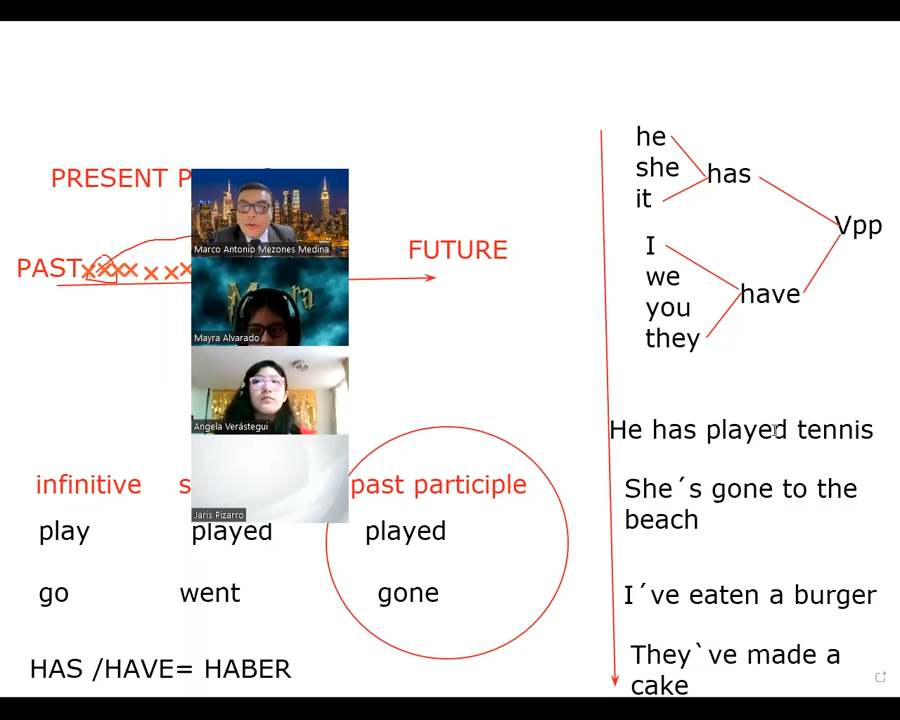 PRESENT P
PAST
FUTURE
Marco Antonio Mezones Medina
Mayra
Mayra Alvarado
Angela Verástegui
Jaris Pizarro
infinitive s past participle
play played played
go went gone
HAS /HAVE= HABER
he
she
it
has
I
we
you
they
have
Vpp
He has played tennis
She´s gone to the
beach
I´ve eaten a burger
They`ve made a
cake